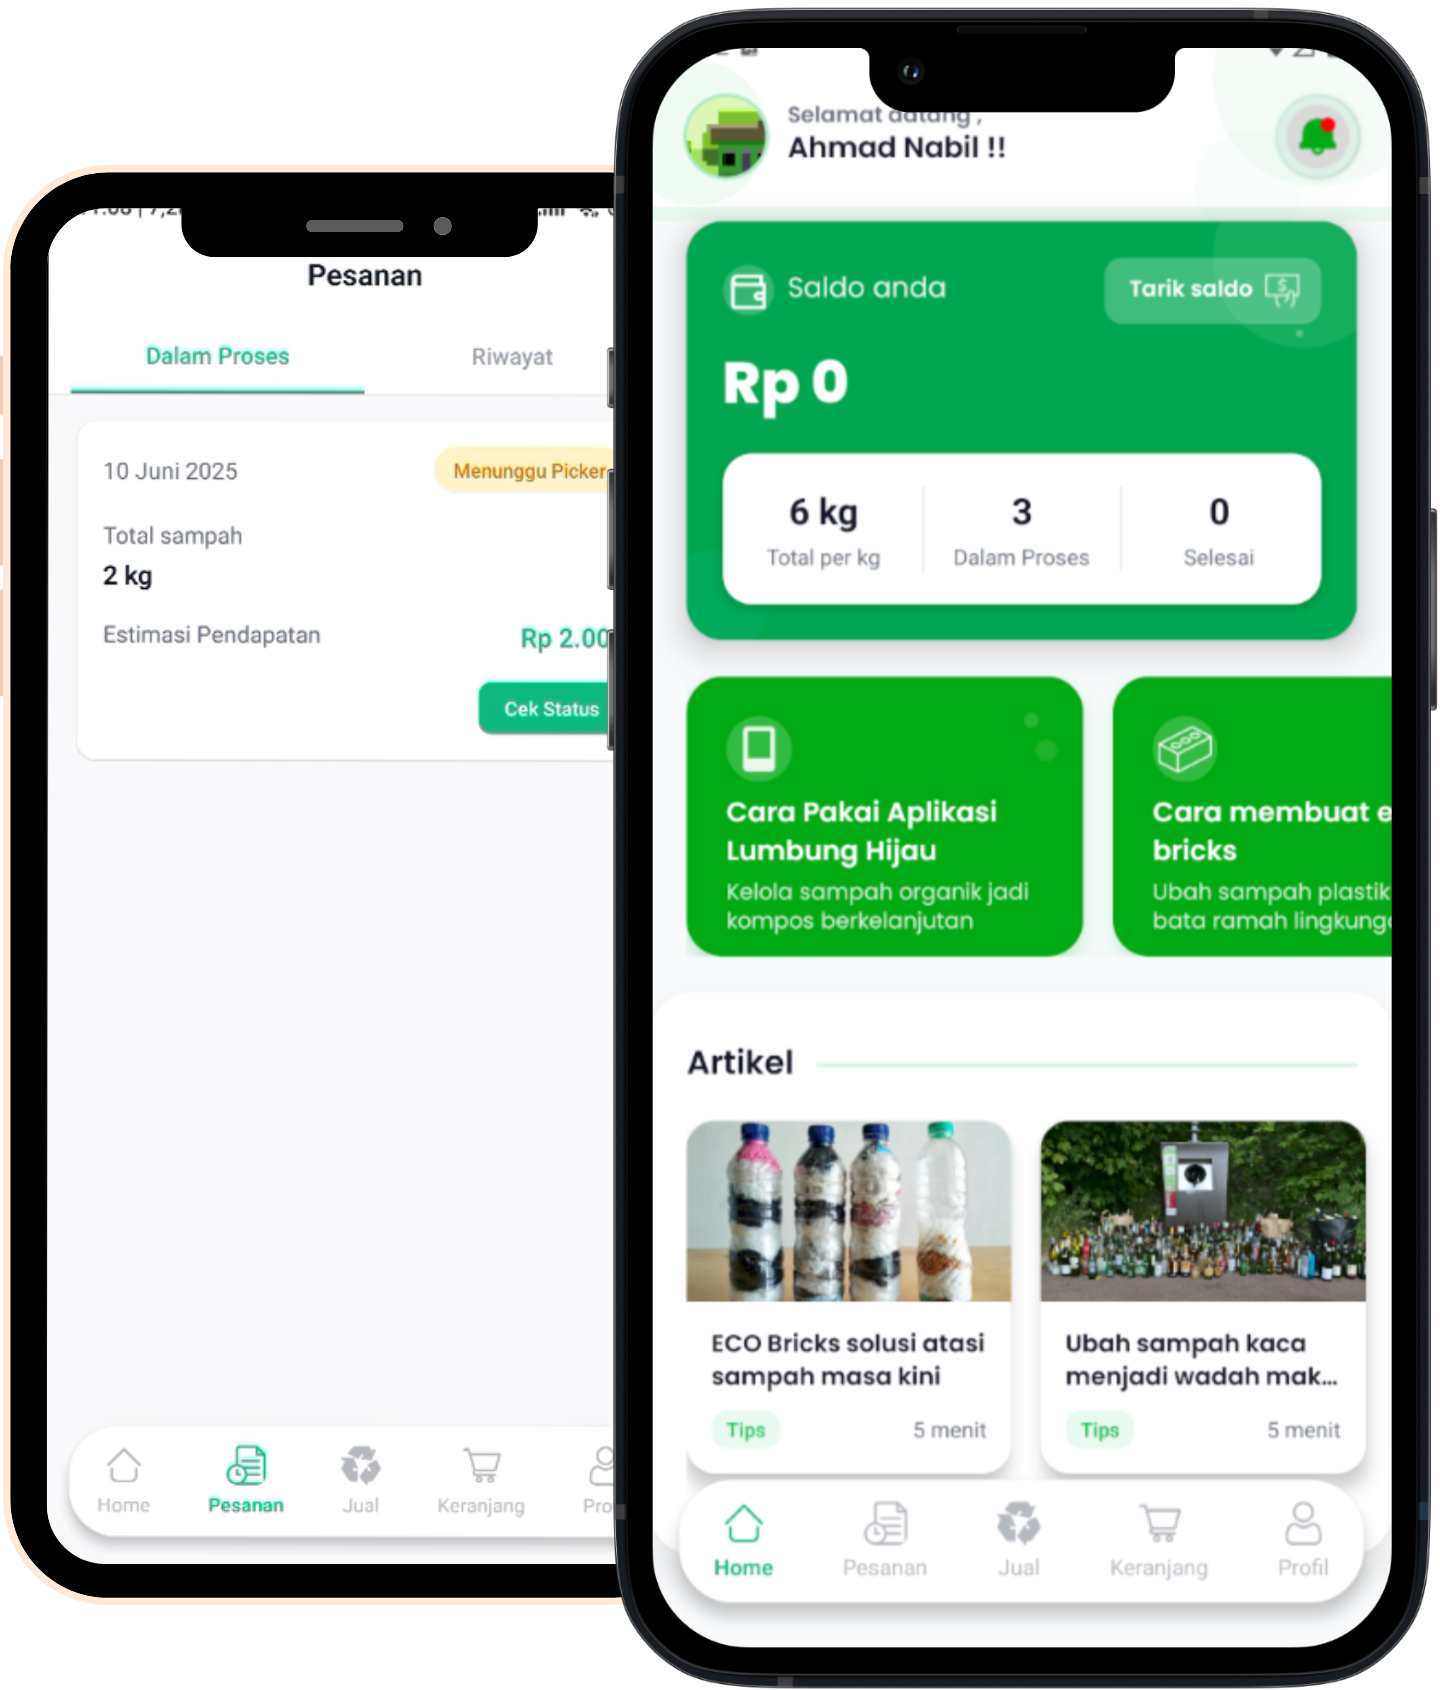 Pesanan
Dalam Proses
Riwayat
10 Juni 2025
Menunggu Picker
Total sampah
2 kg
Estimasi Pendapatan
Rp 2.00
Cek Status
Home
Pesanan
Jual
Keranjang
Selamat datang ,
Ahmad Nabil !!
Saldo anda
Tarik saldo
Rp 0
6 kg
Total per kg
3
Dalam Proses
0
Selesai
Cara Pakai Aplikasi
Lumbung Hijau
Kelola sampah organik jadi
kompos berkelanjutan
Cara membuat e
bricks
Ubah sampah plastik
bata ramah
Artikel
ECO Bricks solusi atasi
sampah masa kini
Tips
5 menit
Ubah sampah kaca
menjadi wadah mak...
Tips
5 menit
Home
Pesanan
Jual
Keranjang
Profil